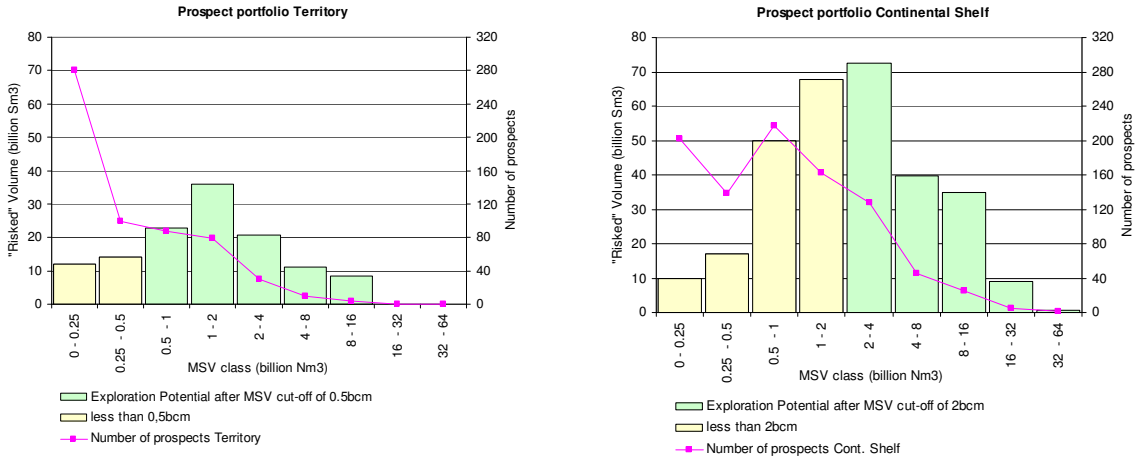 Prospect portfolio Territory
80
70
60
50
40
30
20
10
0
"Risked" Volume (billion Sm3)
320
280
240
200
160
120
80
40
0
Number of prospects
0 - 0.25
0.25 - 0.5
0.5 - 1
1 - 2
2 - 4
4 - 8
8 - 16
16 - 32
32 - 64
MSV class (billion Nm3)
Exploration Potential after MSV cut-off of 0.5bcm
less than 0,5bcm
Number of prospects Territory
Prospect portfolio Continental Shelf
80
70
60
50
40
30
20
10
0
"Risked" Volume (billion Sm3)
320
280
240
200
160
120
80
40
0
Number of prospects
0 - 0.25
0.25 - 0.5
0.5 - 1
1 - 2
2 - 4
4 - 8
8 - 16
16 - 32
32 - 64
MSV class (billion Nm3)
Exploration Potential after MSV cut-off of 2bcm
less than 2bcm
Number of prospects Cont. Shelf